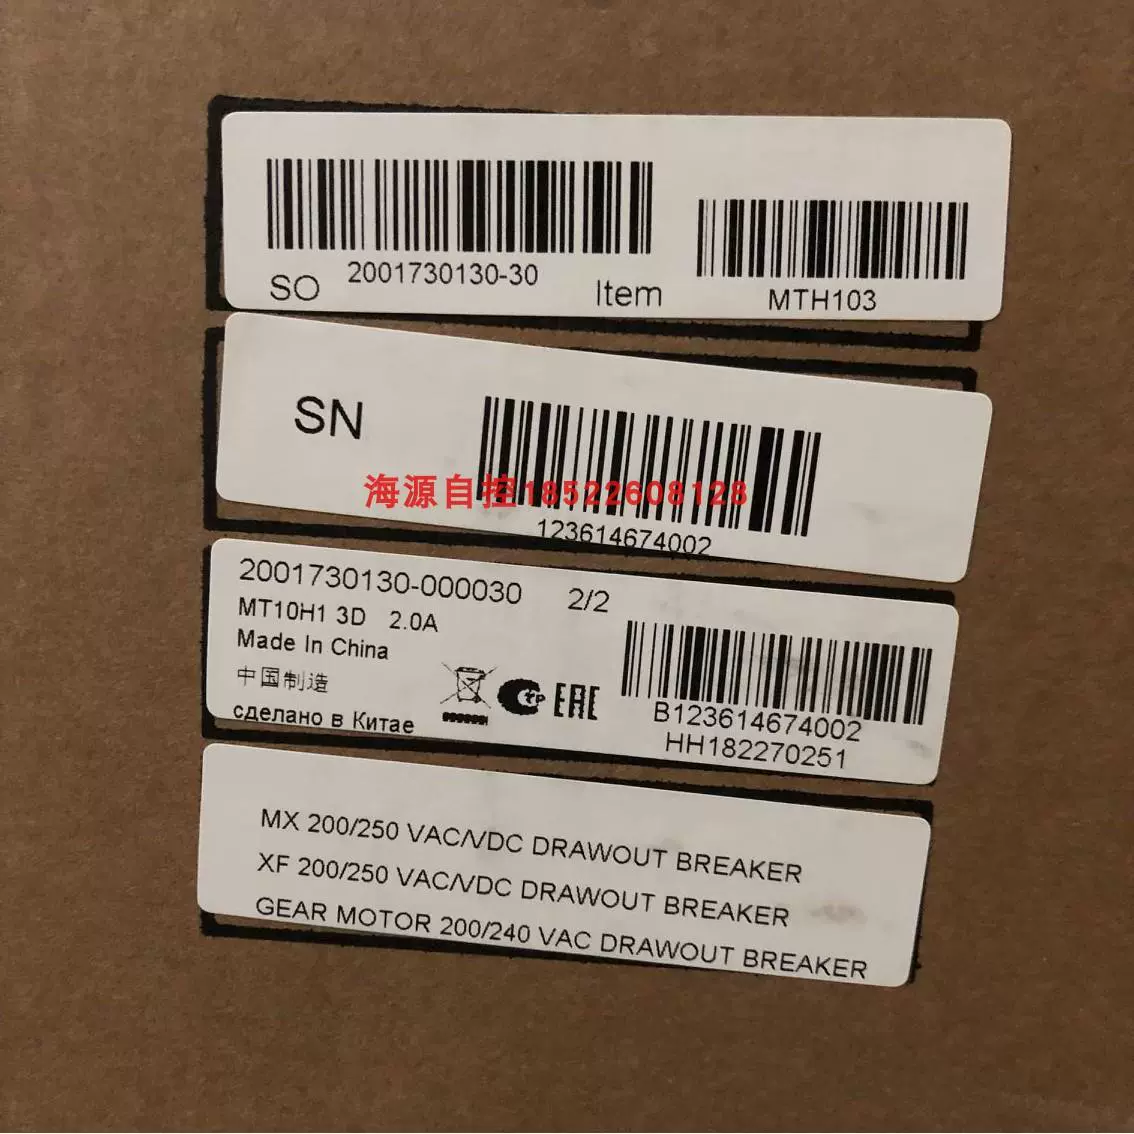 SO 2001730130-30 Item MTH103
SN
海源自控18522608128
123614674002
2001730130-000030 2/2
MT10H1 3D 2.0A
Made In China
中国制造
сделано в Китае
EAC
B123614674002
HH182270251
MX 200/250 VAC/VDC DRAWOUT BREAKER
XF 200/250 VAC/VDC DRAWOUT BREAKER
GEAR MOTOR 200/240 VAC DRAWOUT BREAKER